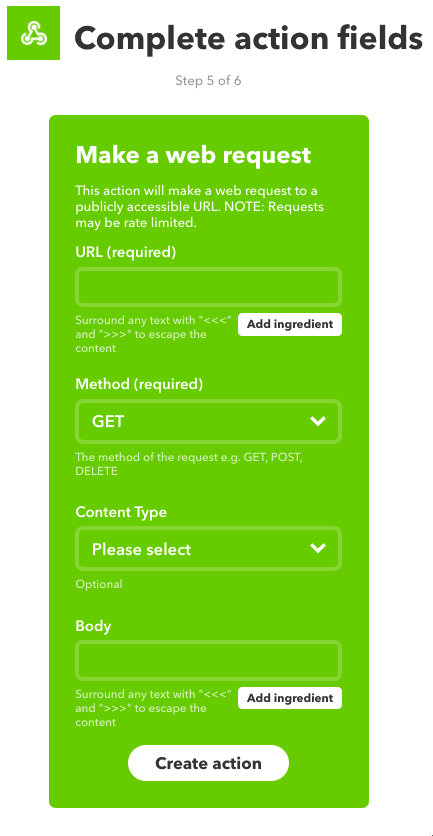 Complete action fields
Step 5 of 6
Make a web request
This action will make a web request to a
publicly accessible URL. NOTE: Requests
may be rate limited.
URL (required)
Surround any text with "<<<"
and ">>>" to escape the
content
Add ingredient
Method (required)
GET
The method of the request e.g. GET, POST,
DELETE
Content Type
Please select
Optional
Body
Surround any text with "<<<"
and ">>>" to escape the
content
Add ingredient
Create action